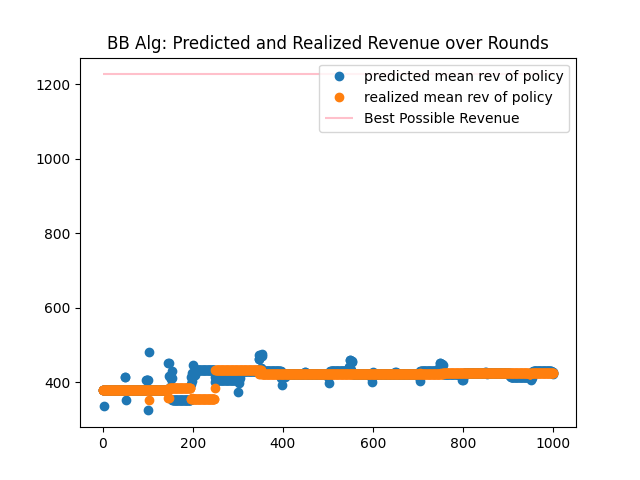 BB Alg: Predicted and Realized Revenue over Rounds
predicted mean rev of policy
realized mean rev of policy
Best Possible Revenue
1200
1000
800
600
400
0 200 400 600 800 1000